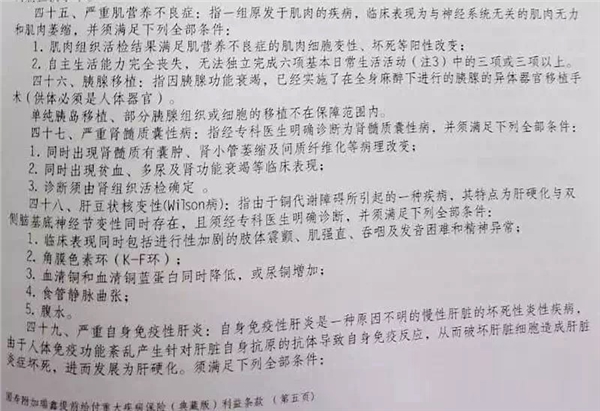 四十五、严重肌营养不良症：指一组原发于肌肉的疾病，临床表现为与神经系统无关的肌肉无力
和肌肉萎缩，并须满足下列全部条件：
1. 肌肉组织活检结果满足肌营养不良症的肌肉细胞变性、坏死等阳性改变；
2. 自主生活能力完全丧失，无法独立完成六项基本日常生活活动（注3）中的三项或三项以上。
四十六、胰腺移植：指因胰腺功能衰竭，已经实施了在全身麻醉下进行的胰腺的异体器官移植手
术（供体必须是人体器官）。
单纯胰岛移植、部分胰腺组织或细胞的移植不在保障范围内。
四十七、严重肾髓质囊性病：指经专科医生明确诊断为肾髓质囊性病，并须满足下列全部条件：
1. 同时出现肾髓质有囊肿、肾小管萎缩及间质纤维化等病理改变；
2. 同时出现贫血、多尿及肾功能衰竭等临床表现；
3. 诊断须由肾组织活检确定 。
四十八、肝豆状核变性(Wilson病)：指由于铜代谢障碍所引起的一种疾病，其特点为肝硬化与双
侧脑基底神经节变性同时存在，且须经专科医生明确诊断，并须满足下列全部条件：
1. 临床表现同时包括进行性加剧的肢体震颤、肌强直、吞咽及发音困难和精神异常；
2. 角膜色素环（K-F环）；
3. 血清铜和血清铜蓝蛋白同时降低，或尿铜增加；
4. 食管静脉曲张；
5. 腹水。
四十九、严重自身免疫性肝炎：自身免疫性肝炎是一种原因不明的慢性肝脏的坏死性炎性疾病，
由于人体免疫功能紊乱产生针对肝脏自身抗原的抗体导致自身免疫反应，从而破坏肝脏细胞造成肝脏
炎症坏死，进而发展为肝硬化。须满足下列全部条件：
国寿附加瑞鑫提前给付重大疾病保险（典藏版）利益条款 （第五页）